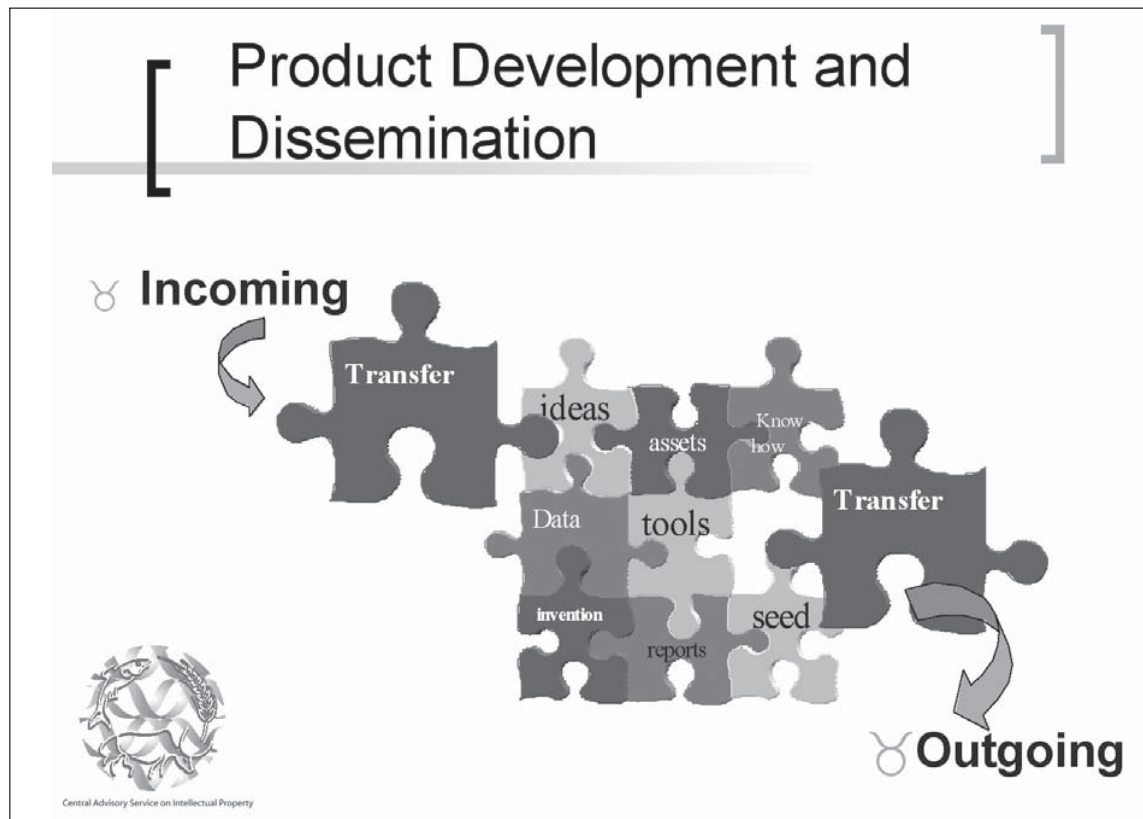 Product Development and
Dissemination
Incoming
Transfer
ideas
assets
Know
how
Data
tools
Transfer
invention
reports
seed
Outgoing
Central Advisory Service on Intellectual Property